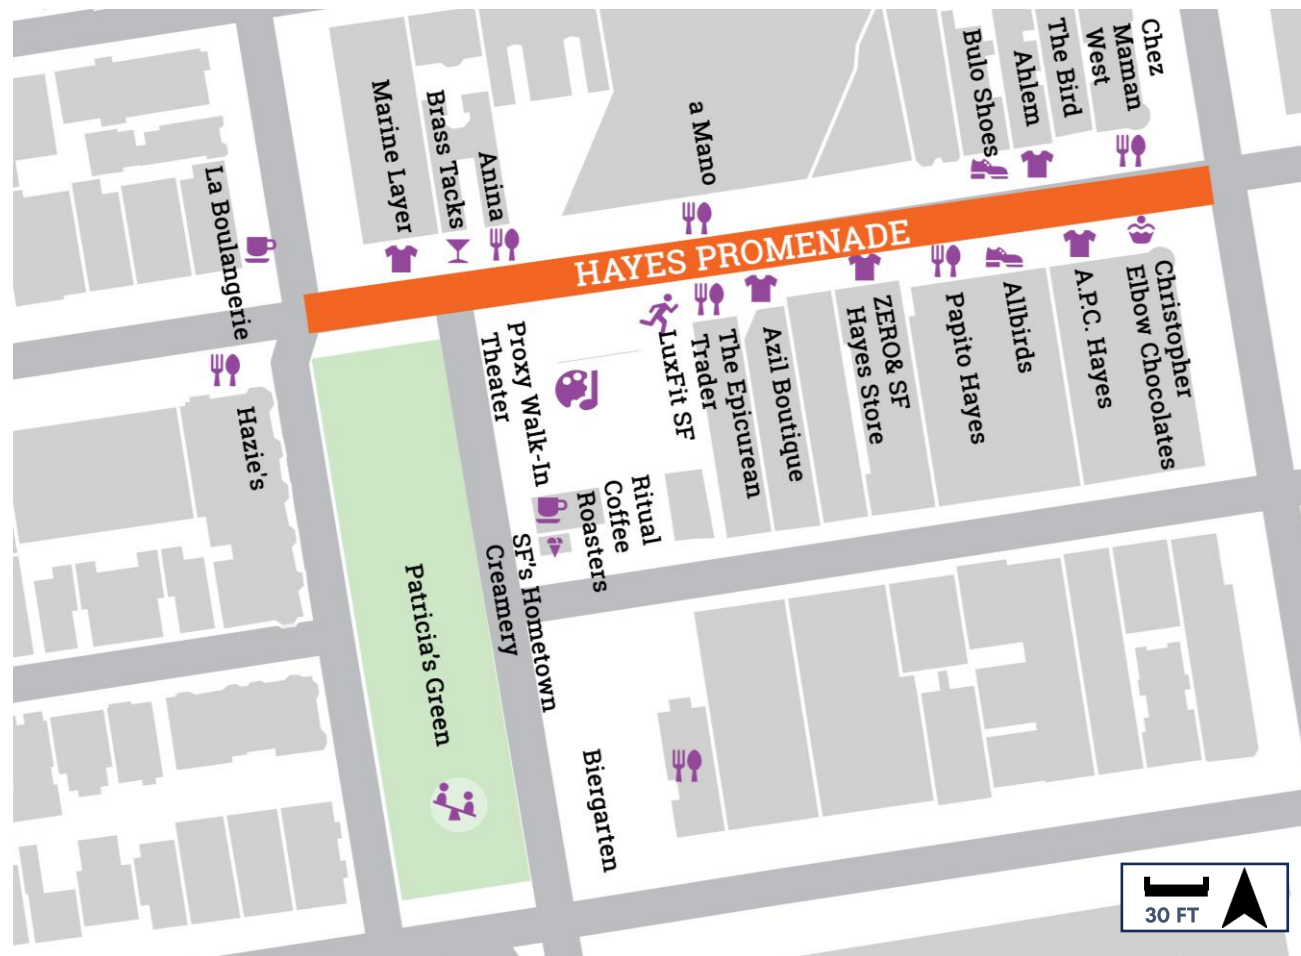 Marine Layer
Brass Tacks
Anina
a Mano
Bulo Shoes
Ahlem
The Bird
Chez
Maman
West
La Boulangerie
HAYES PROMENADE
Hazie's
Proxy Walk-In
Theater
LuxFit SF
The Epicurean
Trader
Azil Boutique
ZERO& SF
Hayes Store
Papito Hayes
Allbirds
A.P.C. Hayes
Christopher
Elbow Chocolates
Ritual
Coffee
Roasters
SF's Hometown
Creamery
Patricia's Green
Biergarten
30 FT